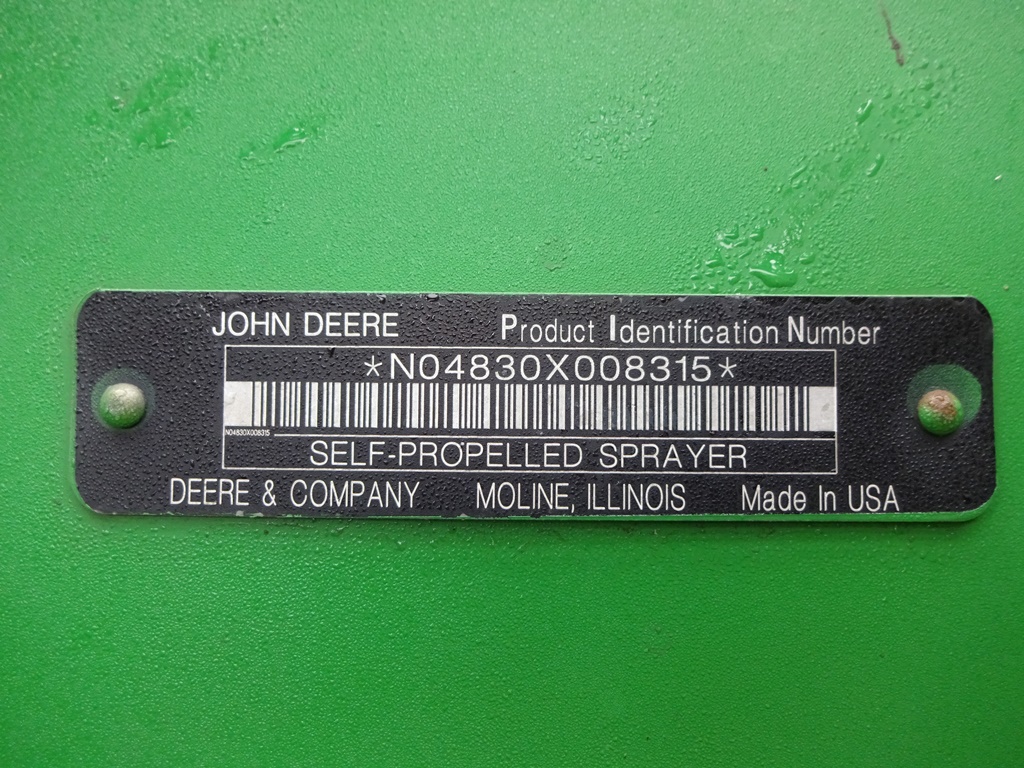 JOHN DEERE Product Identification Number
*N04830X008315*
N04830X008315
SELF-PROPELLED SPRAYER
DEERE & COMPANY MOLINE, ILLINOIS Made In USA